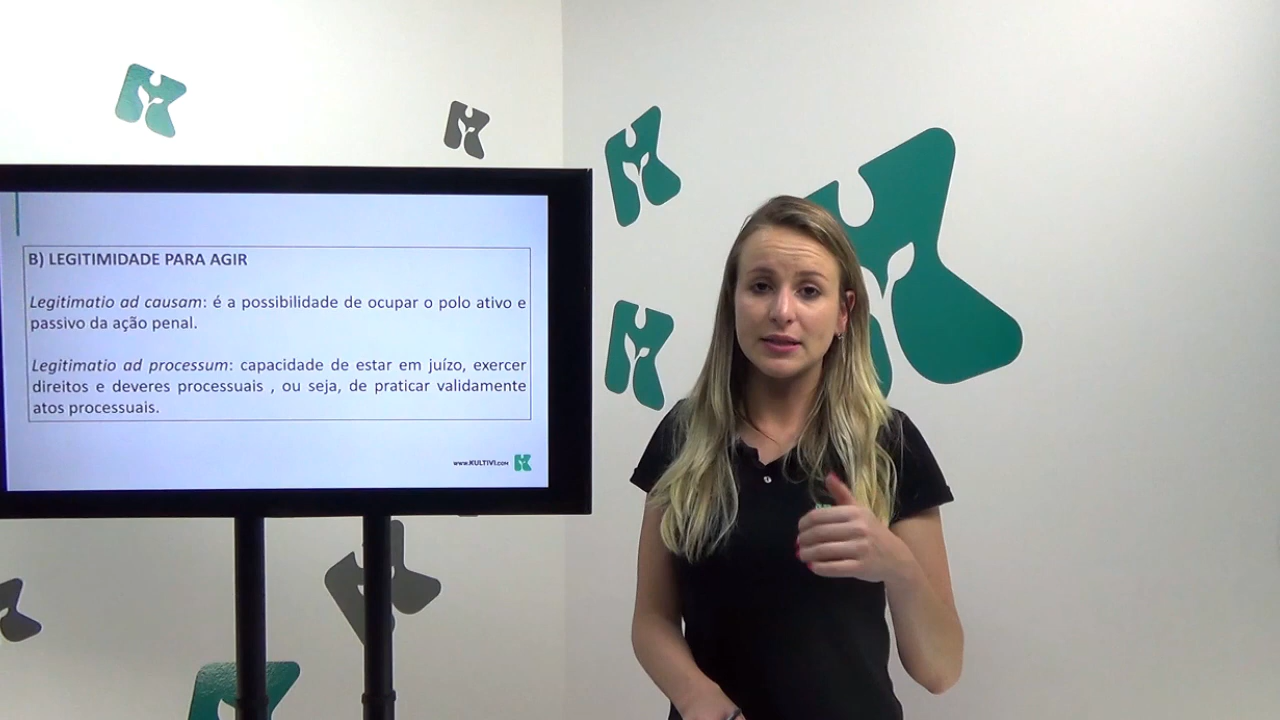 B) LEGITIMIDADE PARA AGIR
Legitimatio ad causam: é a possibilidade de ocupar o polo ativo e
passivo da ação penal.
Legitimatio ad processum: capacidade de estar em juízo, exercer
direitos e deveres processuais , ou seja, de praticar validamente
atos processuais.
www.KULTIVI.COM